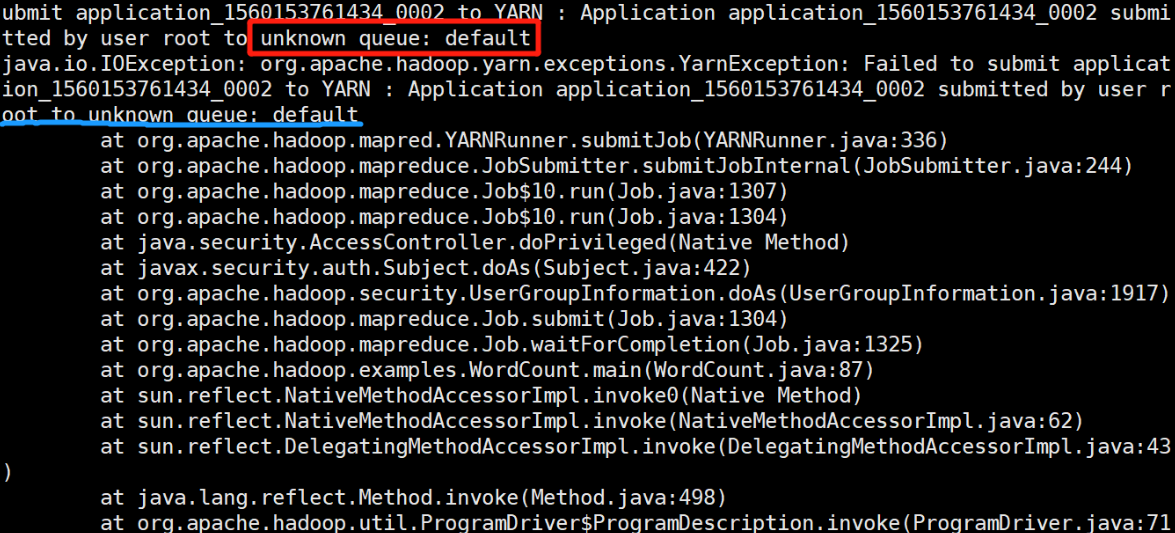 ubmit application_1560153761434_0002 to YARN : Application application_1560153761434_0002 submi
tted by user root to unknown queue: default
java.io.IOException: org.apache.hadoop.yarn.exceptions.YarnException: Failed to submit applicat
ion_1560153761434_0002 to YARN : Application application_1560153761434_0002 submitted by user r
oot to unknown queue: default
at org.apache.hadoop.mapred.YARNRunner.submitJob(YARNRunner.java:336)
at org.apache.hadoop.mapreduce.JobSubmitter.submitJobInternal(JobSubmitter.java:244)
at org.apache.hadoop.mapreduce.Job$10.run(Job.java:1307)
at org.apache.hadoop.mapreduce.Job$10.run(Job.java:1304)
at java.security.AccessController.doPrivileged(Native Method)
at javax.security.auth.Subject.doAs(Subject.java:422)
at org.apache.hadoop.security.UserGroupInformation.doAs(UserGroupInformation.java:1917)
at org.apache.hadoop.mapreduce.Job.submit(Job.java:1304)
at org.apache.hadoop.mapreduce.Job.waitForCompletion(Job.java:1325)
at org.apache.hadoop.examples.WordCount.main(WordCount.java:87)
at sun.reflect.NativeMethodAccessorImpl.invoke0(Native Method)
at sun.reflect.NativeMethodAccessorImpl.invoke(NativeMethodAccessorImpl.java:62)
at sun.reflect.DelegatingMethodAccessorImpl.invoke(DelegatingMethodAccessorImpl.java:43
)
at java.lang.reflect.Method.invoke(Method.java:498)
at org.apache.hadoop.util.ProgramDriver$ProgramDescription.invoke(ProgramDriver.java:71